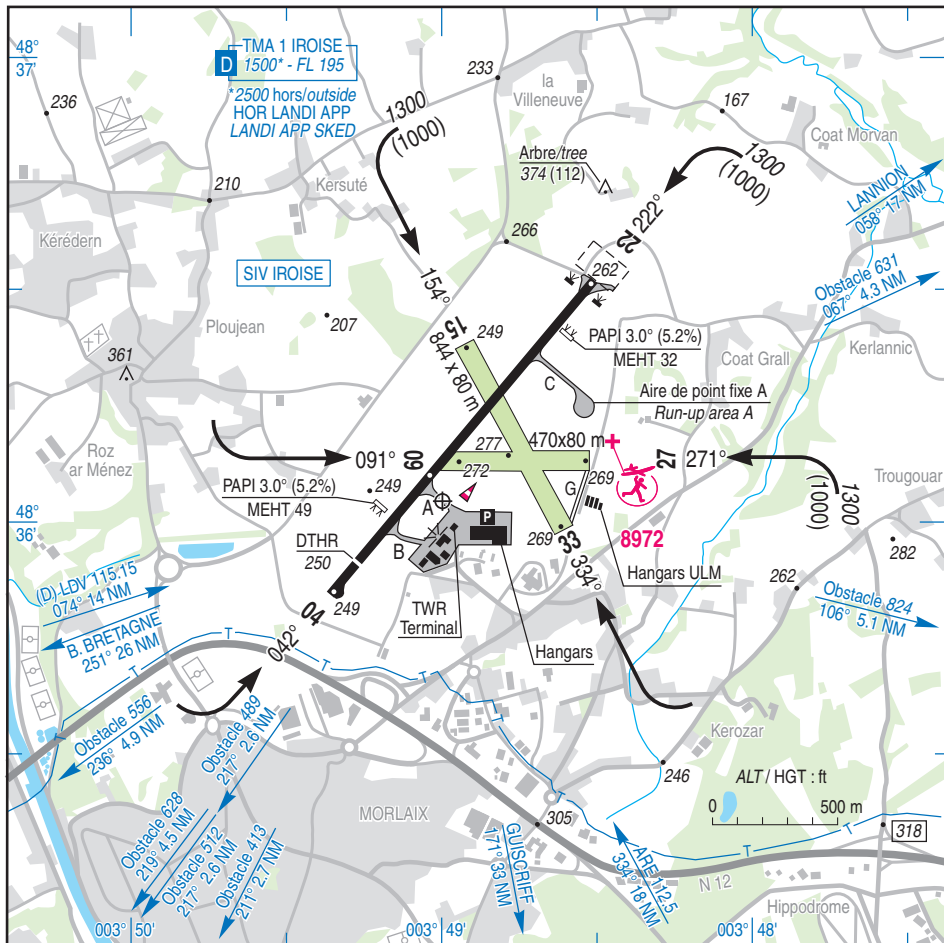 48°
37'
D
TMA 1 IROISE
1500* - FL 195
*2500 hors/outside
HOR LANDI APP
LANDI APP SKED
236
210
Kersuté
1300
(1000)
233
la
Villeneuve
167
Coat Morvan
Arbre/tree
374 (112)
1300
(1000)
LANNION
058° 17 NM
Kérédern
266
222°
22
262
SIV IROISE
154°
Obstacle 631
067° 4.3 NM
Ploujean
207
15
249
844 x 80 m
PAPI 3.0° (5.2%)
MEHT 32
Coat Grall
Kerlannic
361
C
Aire de point fixe A
Run-up area A
Roz
ar Ménez
091°
09
277
470x80 m
272
269
27
271°
Trougouar
1300
(1000)
PAPI 3.0° (5.2%)
MEHT 49
249
A
G
P
48°
36'
B
269
33
334°
8972
Hangars ULM
282
262
DTHR
250
249
04
042°
TWR
Terminal
Hangars
(D) LDV 115.15
074° 14 NM
B. BRETAGNE
251° 26 NM
Obstacle 824
106° 5.1 NM
T
T
T
T
T
T
T
T
Obstacle 556
236° 4.9 NM
Obstacle 489
217° 2.6 NM
Kerozar
246
ALT / HGT : ft
0
500 m
MORLAIX
305
318
Obstacle 628
219° 4.5 NM
Obstacle 512
217° 2.6 NM
Obstacle 413
211° 2.7 NM
GUISCRIFF
171° 33 NM
ARE 112.5
334° 18 NM
N 12
Hippodrome
003° 50'
003° 49'
003° 48'